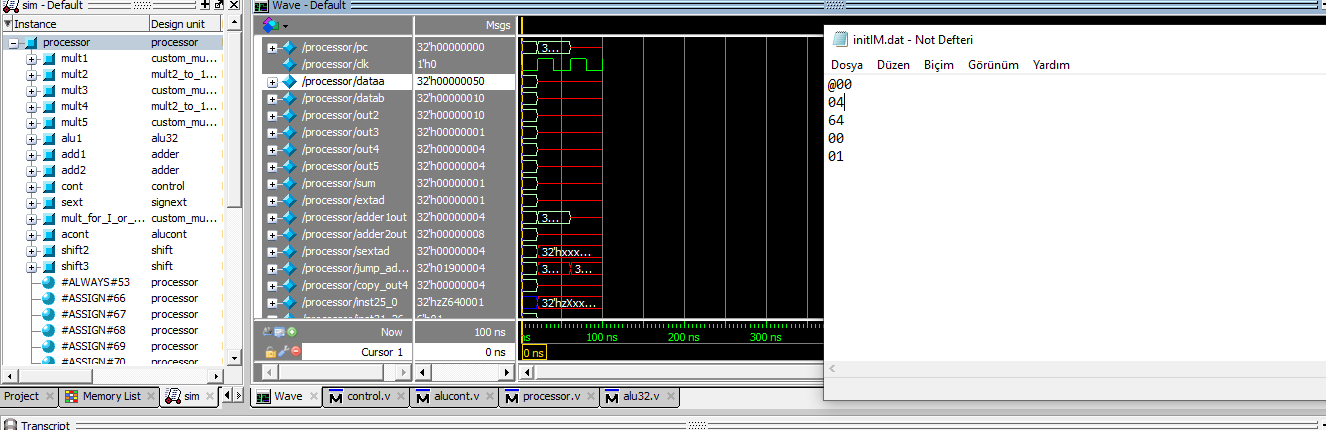 sim - Default
Instance Design unit
processor processor
mult1 custom_mu...
mult2 mult2_to_1...
mult3 custom_mu...
mult4 mult2_to_1...
mult5 custom_mu...
alu1 alu32
add1 adder
add2 adder
cont control
sext signext
mult_for_I_or_... custom_mu...
acont alucont
shift2 shift
shift3 shift
#ALWAYS#53 processor
#ASSIGN#66 processor
#ASSIGN#67 processor
#ASSIGN#68 processor
#ASSIGN#69 processor
#ASSIGN#70 processor
Project Memory List sim
Wave - Default
Msgs
/processor/pc 32'h00000000 3...
/processor/clk 1'h0
/processor/dataa 32'h00000050
/processor/datab 32'h00000010
/processor/out2 32'h00000010
/processor/out3 32'h00000001
/processor/out4 32'h00000004
/processor/out5 32'h00000004
/processor/sum 32'h00000001
/processor/extad 32'h00000001
/processor/adder1out 32'h00000004 3...
/processor/adder2out 32'h00000008
/processor/sextad 32'h00000004 32'hxxx...
/processor/jump_ad... 32'h01900004 3... 3...
/processor/copy_out4 32'h00000004
/processor/inst25_0 32'hzZ640001 32'hzXxx...
Now 100 ns ns 100 ns 200 ns 300 ns
Cursor 1 0 ns 0 ns
Wave control.v alucont.v processor.v alu32.v
initIM.dat - Not Defteri
Dosya Düzen Biçim Görünüm Yardım
@00
04
64
00
01
Transcript